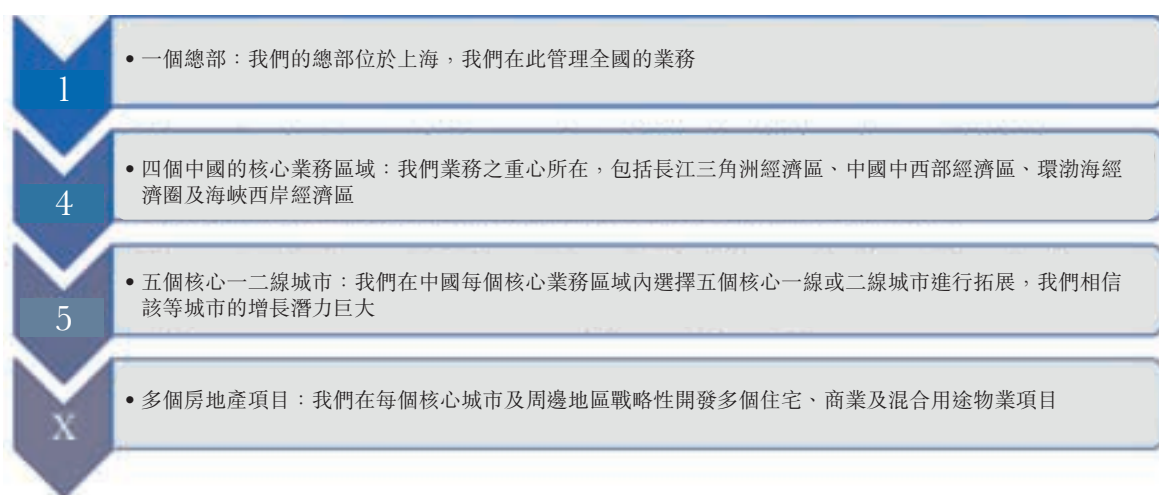 1
• 一個總部：我們的總部位於上海，我們在此管理全國的業務
4
• 四個中國的核心業務區域：我們業務之重心所在，包括長江三角洲經濟區、中國中西部經濟區、環渤海經
濟圈及海峽西岸經濟區
5
• 五個核心一二線城市：我們在中國每個核心業務區域內選擇五個核心一線或二線城市進行拓展，我們相信
該等城市的增長潛力巨大
X
• 多個房地產項目：我們在每個核心城市及周邊地區戰略性開發多個住宅、商業及混合用途物業項目